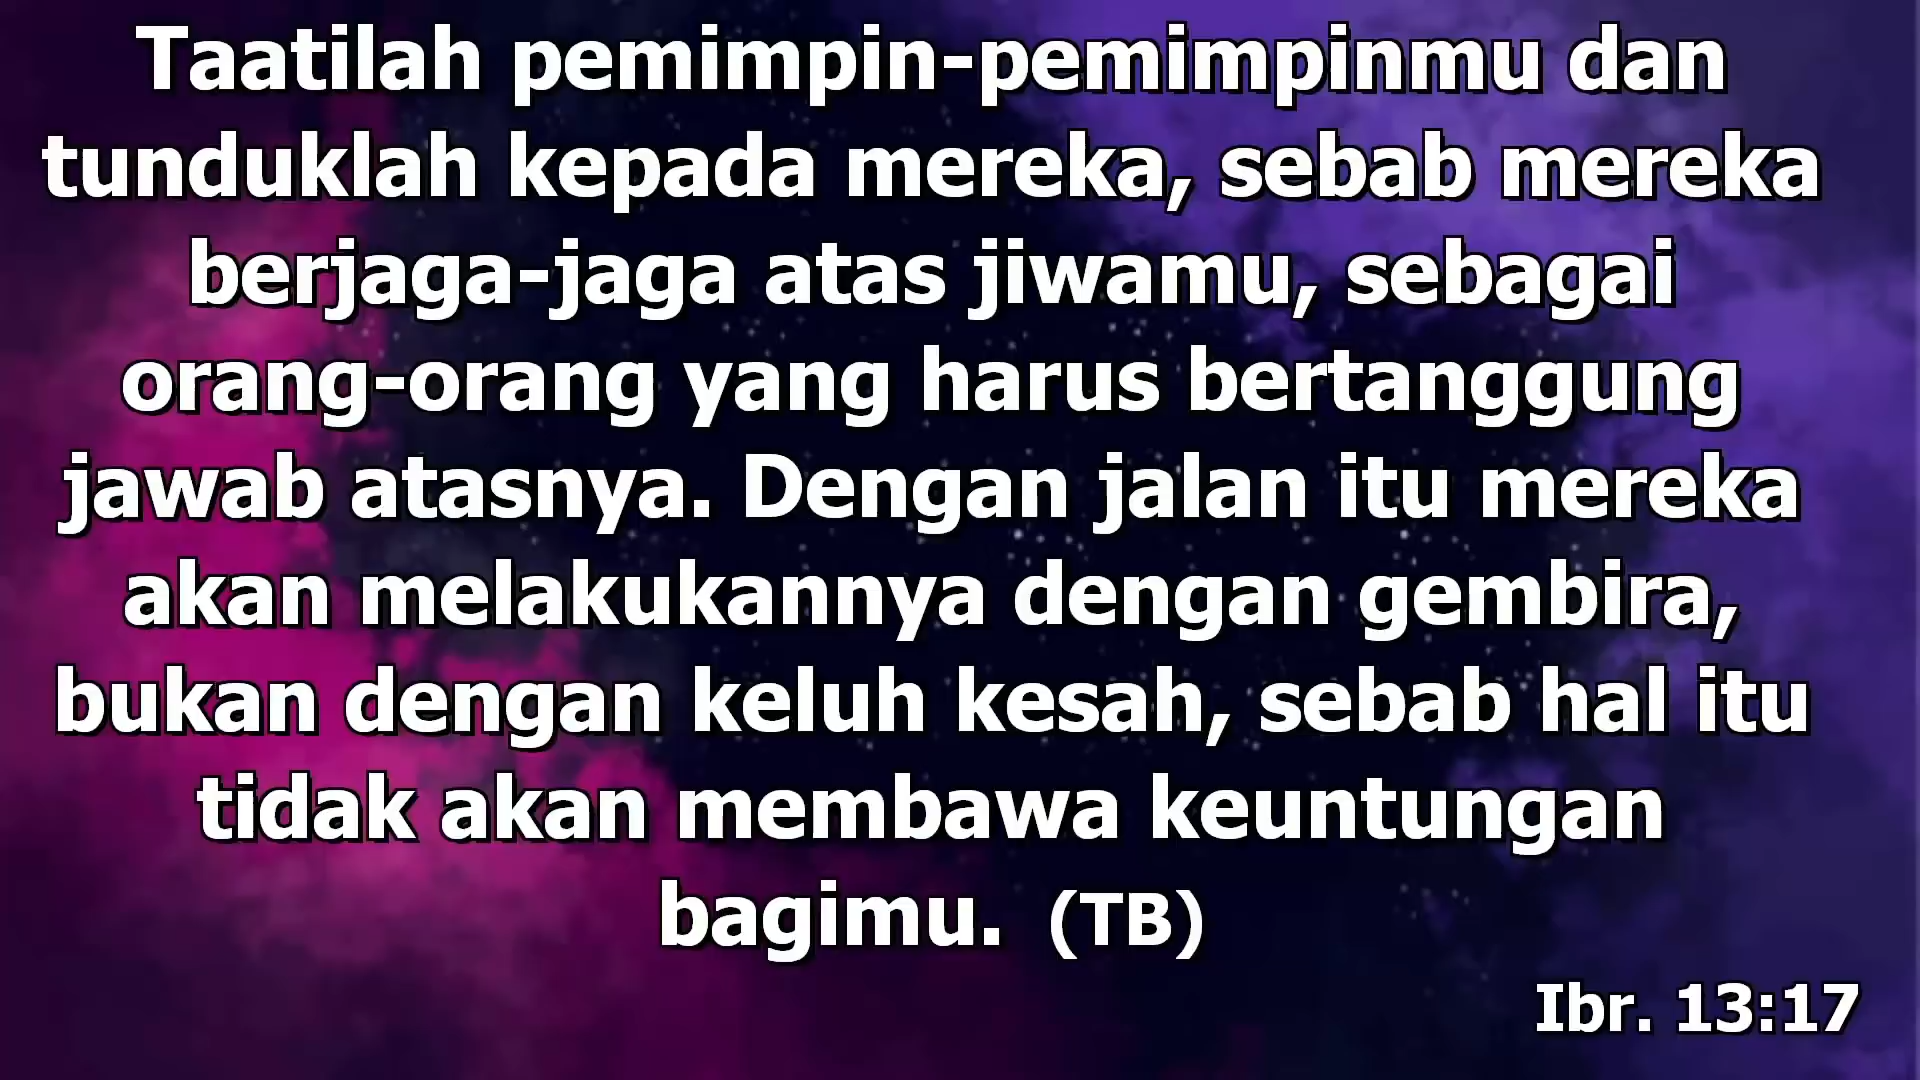 Taatilah pemimpin-pemimpinmu dan
tunduklah kepada mereka, sebab mereka
berjaga-jaga atas jiwamu, sebagai
orang-orang yang harus bertanggung
jawab atasnya. Dengan jalan itu mereka
akan melakukannya dengan gembira,
bukan dengan keluh kesah, sebab hal itu
tidak akan membawa keuntungan
bagimu. (TB)
Ibr. 13:17